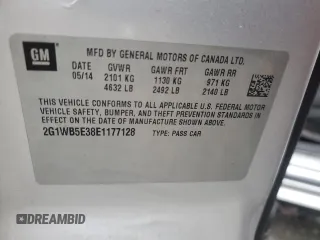 GM
MFD BY GENERAL MOTORS OF CANADA LTD.
DATE GVWR GAWR FRT GAWR RR
05/14 2101 KG 1130 KG 971 KG
4632 LB 2492 LB 2140 LB
THIS VEHICLE CONFORMS TO ALL APPLICABLE U.S. FEDERAL MOTOR
VEHICLE SAFETY, BUMPER, AND THEFT PREVENTION STANDARDS
IN EFFECT ON THE DATE OF MANUFACTURE SHOWN ABOVE.
2G1WB5E38E1177128 TYPE: PASS CAR
AUTOBIDMASTER